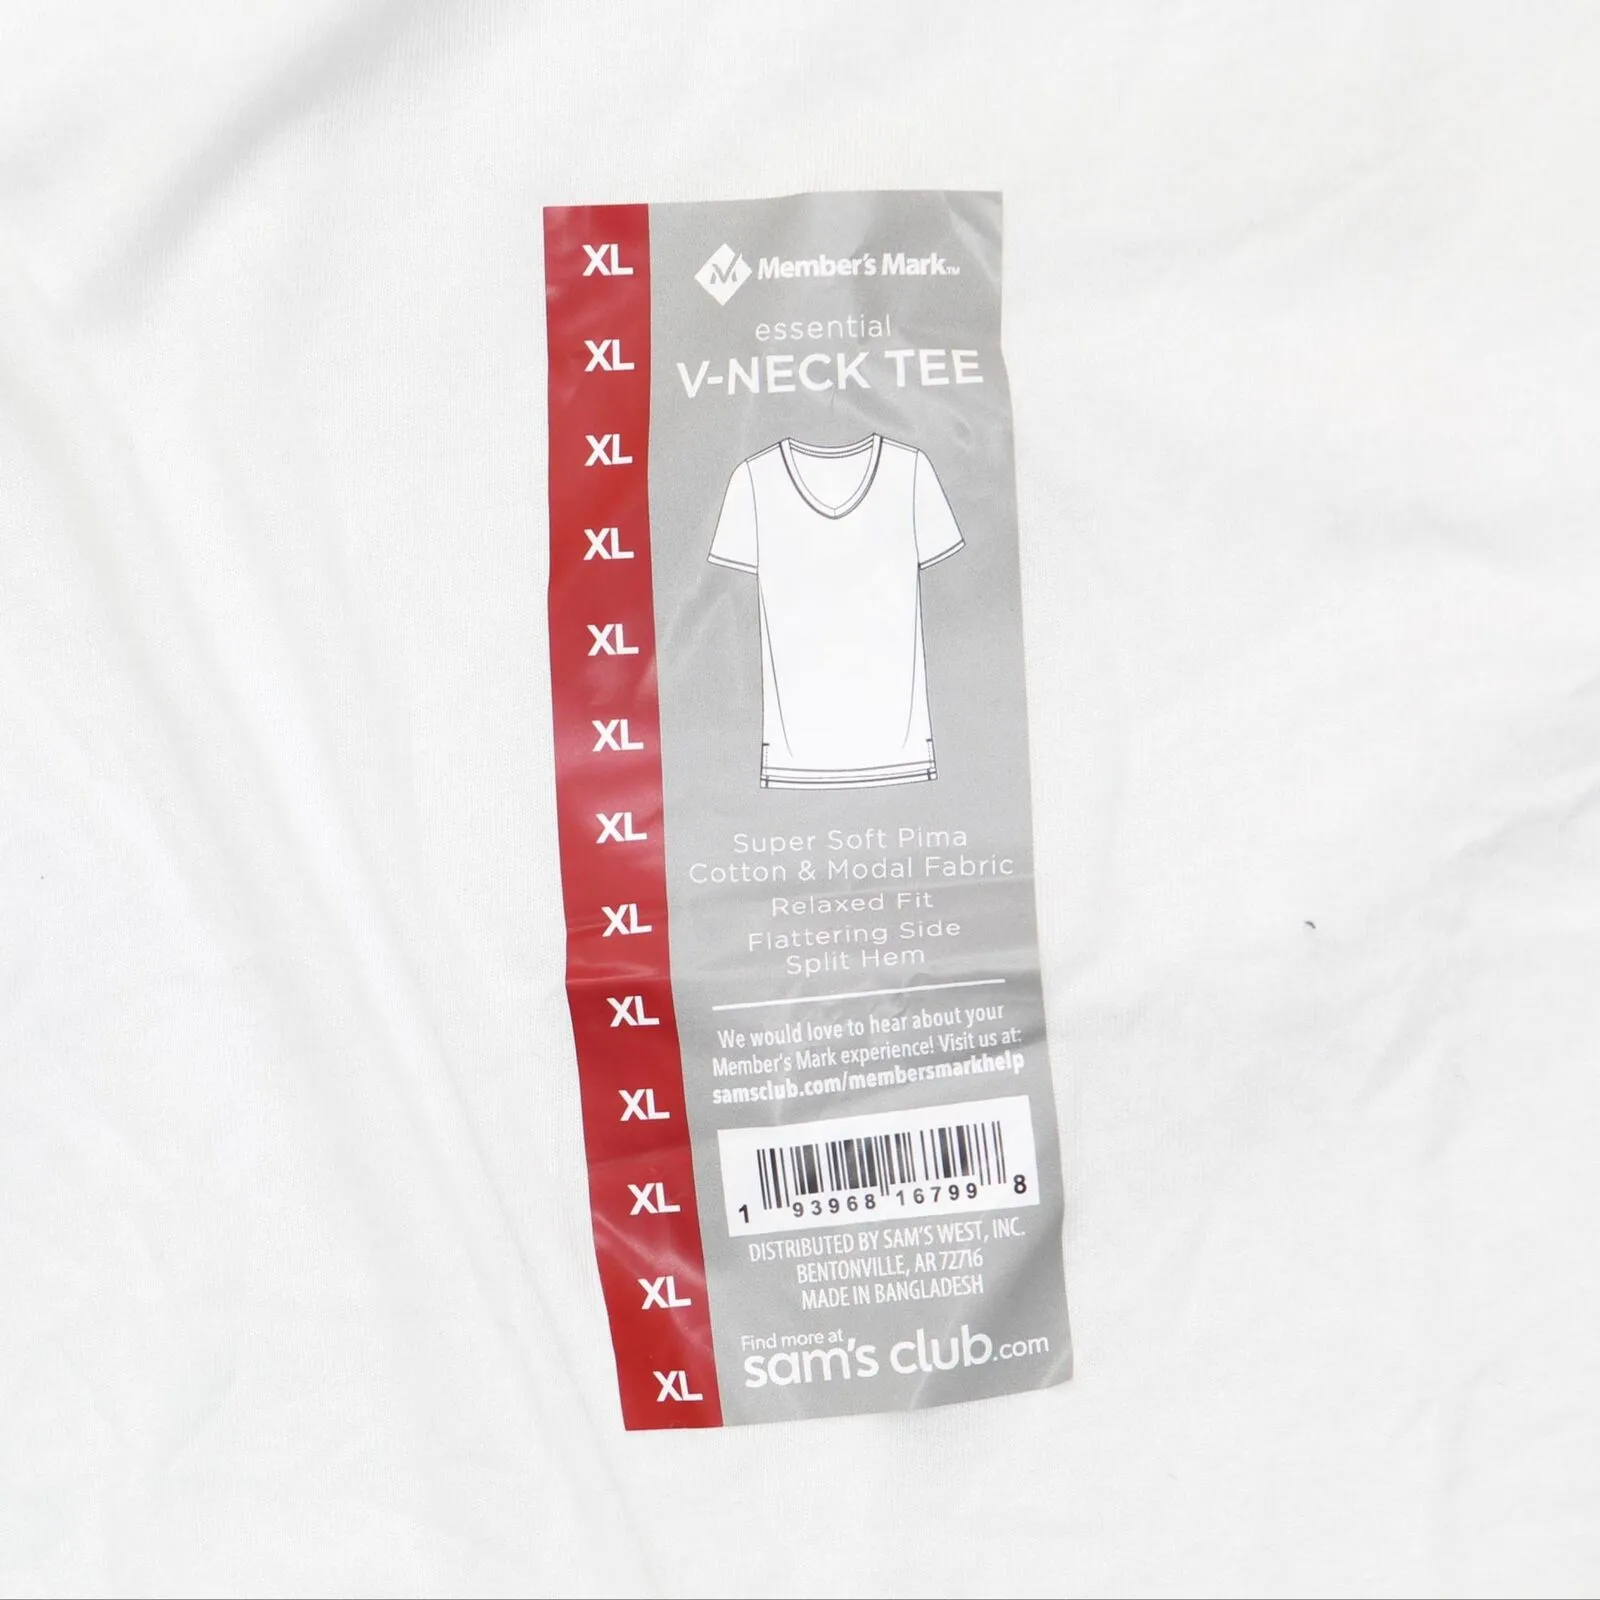 XL
XL
XL
XL
XL
XL
XL
XL
XL
XL
XL
XL
XL
Member's Mark™
essential
V-NECK TEE
Super Soft Pima
Cotton & Modal Fabric
Relaxed Fit
Flattering Side
Split Hem
We would love to hear about your
Member's Mark experience! Visit us at:
samsclub.com/membersmarkhelp
1 93968 16799 8
DISTRIBUTED BY SAM'S WEST, INC.
BENTONVILLE, AR 72716
MADE IN BANGLADESH
Find more at
sam's club.com